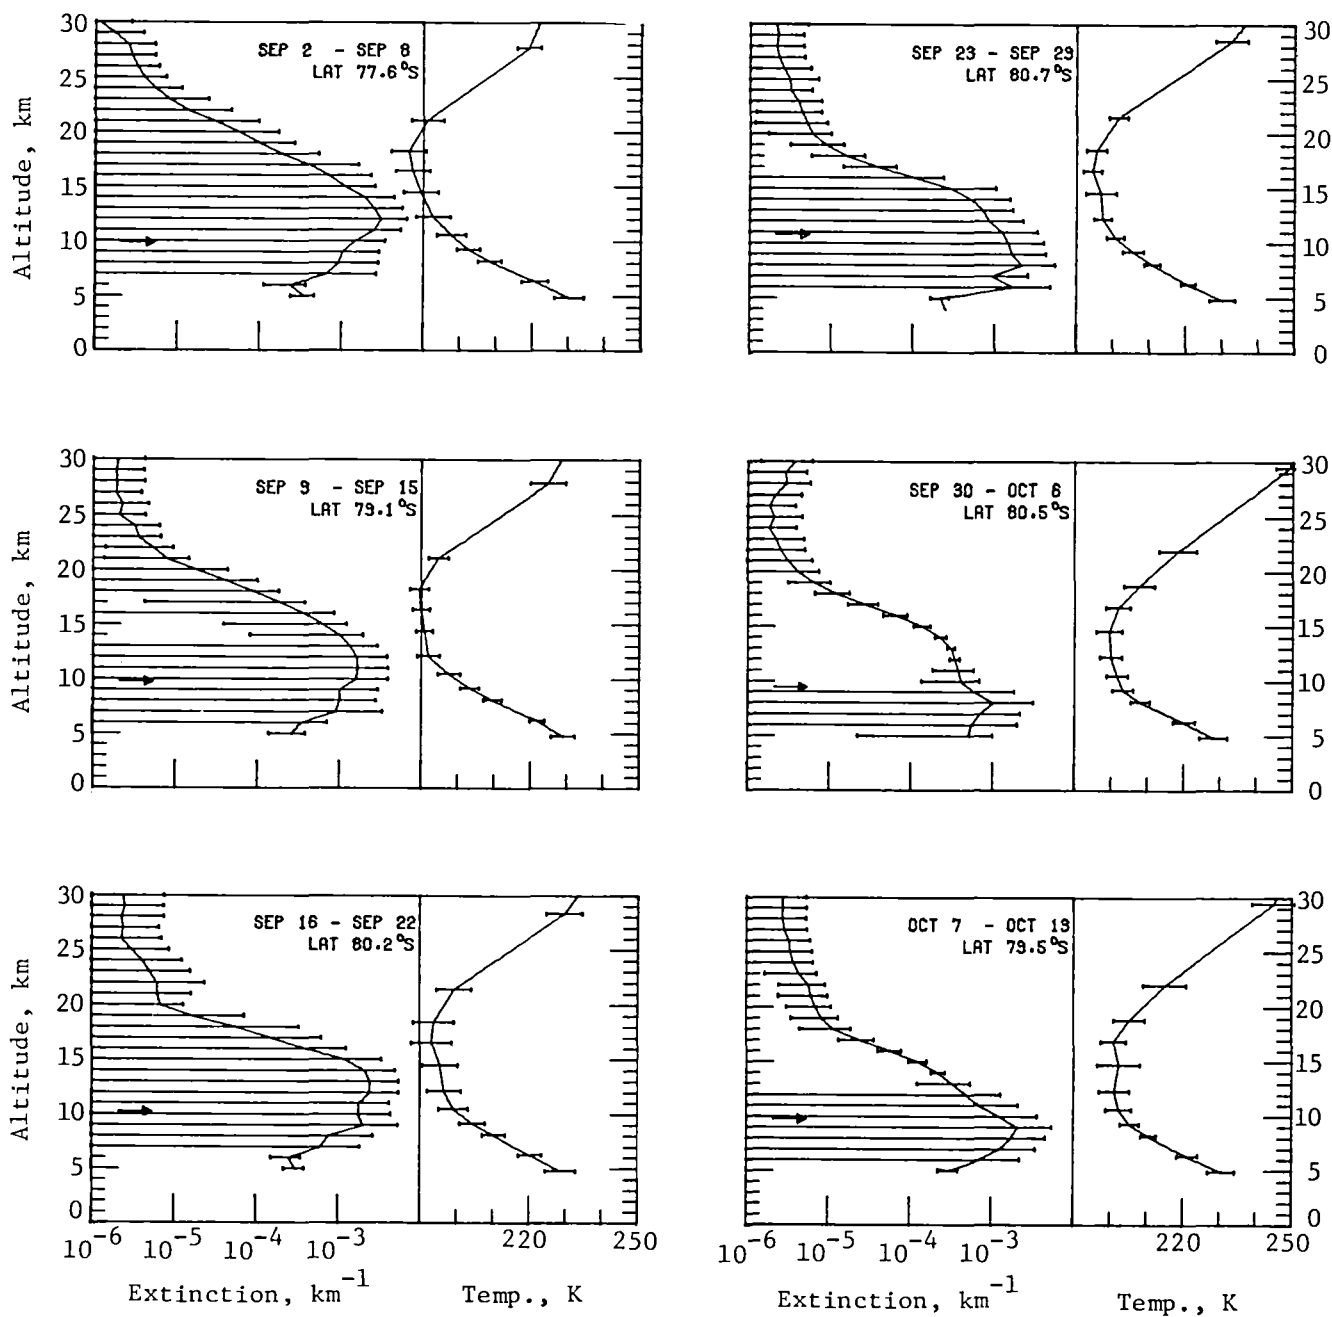 30
25
20
15
10
5
0
Altitude, km
SEP 2 - SEP 8
LAT 77.6°S
SEP 23 - SEP 29
LAT 80.7°S
30
25
20
15
10
5
0
30
25
20
15
10
5
0
Altitude, km
SEP 9 - SEP 15
LAT 79.1°S
SEP 30 - OCT 6
LAT 80.5°S
30
25
20
15
10
5
0
30
25
20
15
10
5
0
Altitude, km
SEP 16 - SEP 22
LAT 80.2°S
OCT 7 - OCT 13
LAT 79.5°S
30
25
20
15
10
5
0
10⁻⁶ 10⁻⁵ 10⁻⁴ 10⁻³ 220 250 10⁻⁶ 10⁻⁵ 10⁻⁴ 10⁻³ 220 250
Extinction, km⁻¹ Temp., K Extinction, km⁻¹ Temp., K